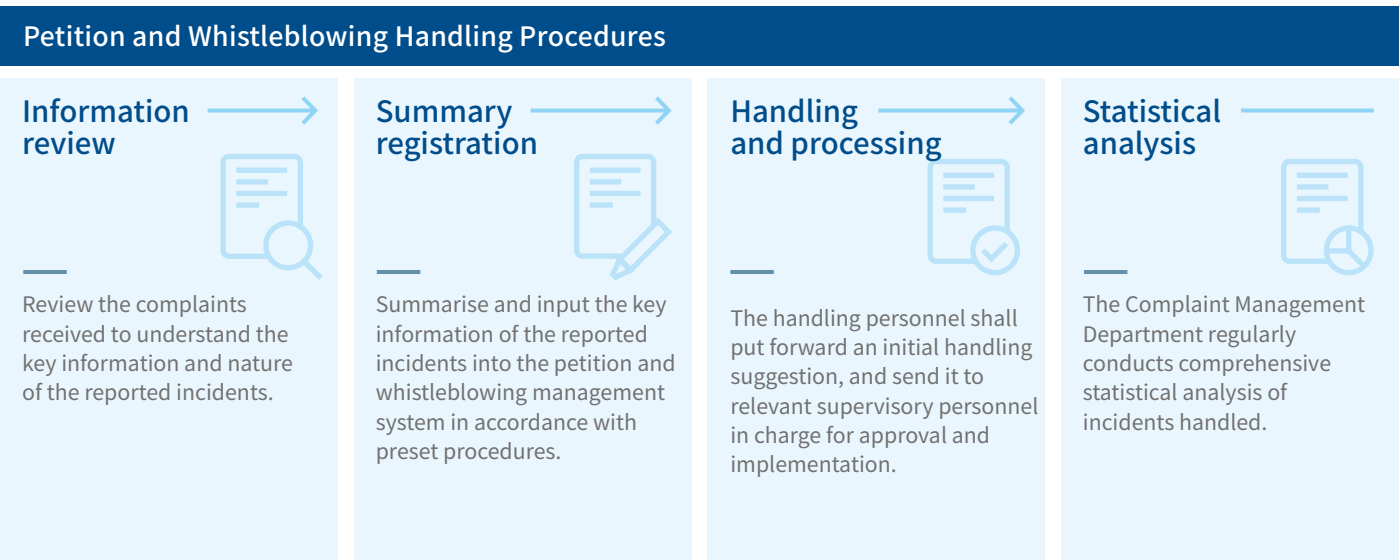 Petition and Whistleblowing Handling Procedures
Information
review
Review the complaints
received to understand the
key information and nature
of the reported incidents.
Summary
registration
Summarise and input the key
information of the reported
incidents into the petition and
whistleblowing management
system in accordance with
preset procedures.
Handling
and processing
The handling personnel shall
put forward an initial handling
suggestion, and send it to
relevant supervisory personnel
in charge for approval and
implementation.
Statistical
analysis
The Complaint Management
Department regularly
conducts comprehensive
statistical analysis of
incidents handled.